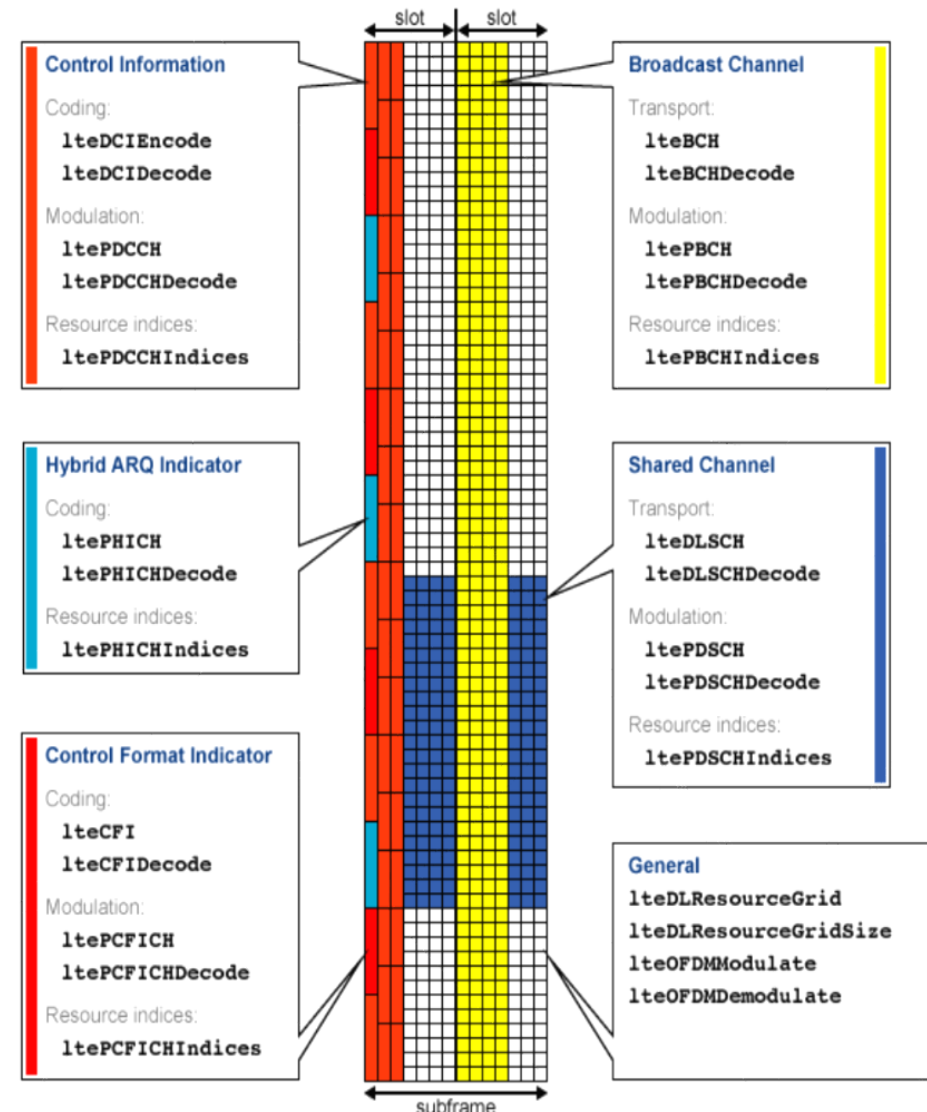 slot slot
Control Information
Coding:
lteDCIEncode
lteDCIDecode
Modulation:
ltePDCCH
ltePDCCHDecode
Resource indices:
ltePDCCHIndices
Hybrid ARQ Indicator
Coding:
ltePHICH
ltePHICHDecode
Resource indices:
ltePHICHIndices
Control Format Indicator
Coding:
lteCFI
lteCFIDecode
Modulation:
ltePCFICH
ltePCFICHDecode
Resource indices:
ltePCFICHIndices
Broadcast Channel
Transport:
lteBCH
lteBCHDecode
Modulation:
ltePBCH
ltePBCHDecode
Resource indices:
ltePBCHIndices
Shared Channel
Transport:
lteDLSCH
lteDLSCHDecode
Modulation:
ltePDSCH
ltePDSCHDecode
Resource indices:
ltePDSCHIndices
General
lteDLResourceGrid
lteDLResourceGridSize
lteOFDMModulate
lteOFDMDemodulate
subframe